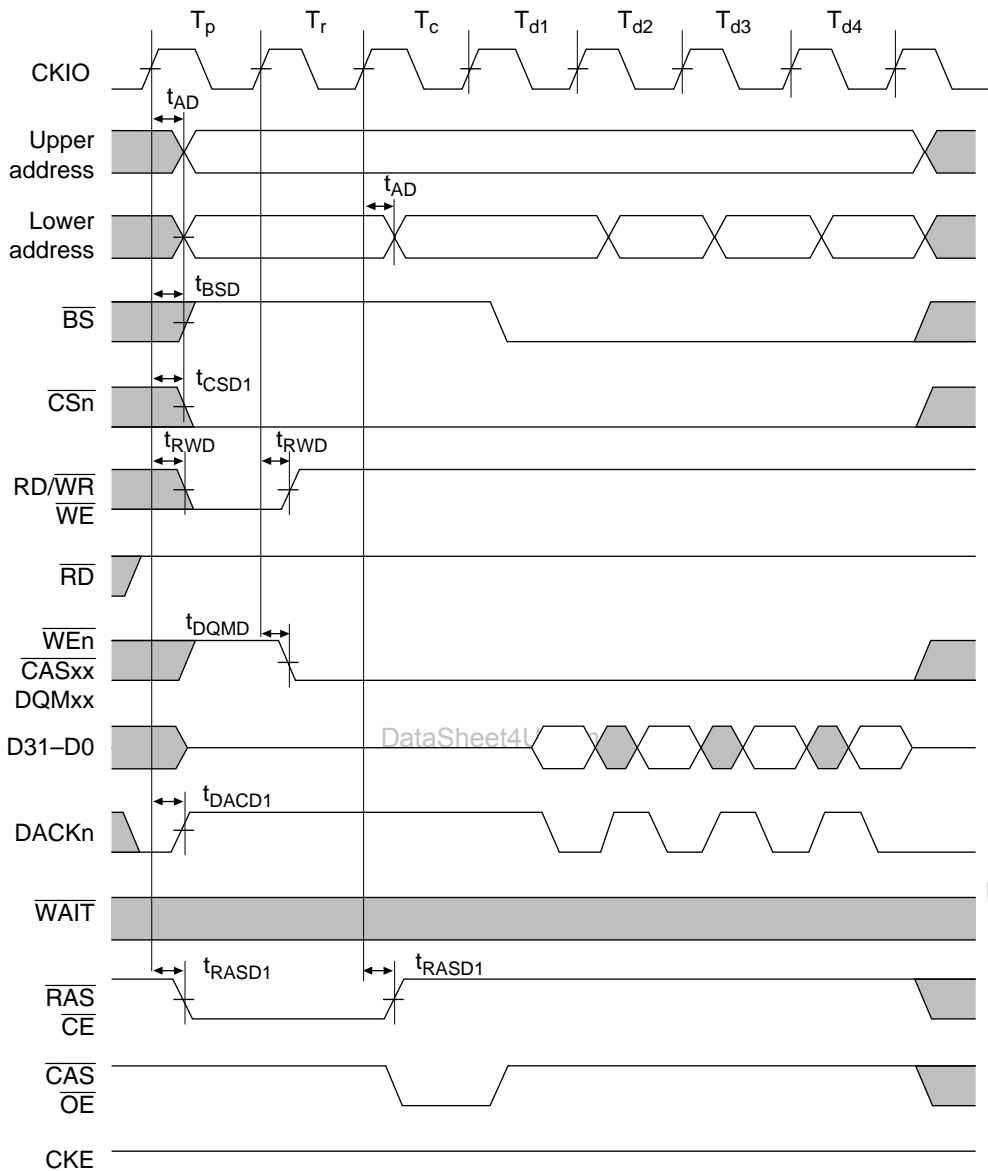 Tp Tr Tc Td1 Td2 Td3 Td4
CKIO
tAD
Upper
address
tAD
Lower
address
tBSD
BS
tCSD1
CSn
tRWD tRWD
RD/WR
WE
RD
tDQMD
WEn
CASxx
DQMxx
DataSheet4U
D31–D0
tDACD1
DACKn
WAIT
tRASD1 tRASD1
RAS
CE
CAS
OE
CKE